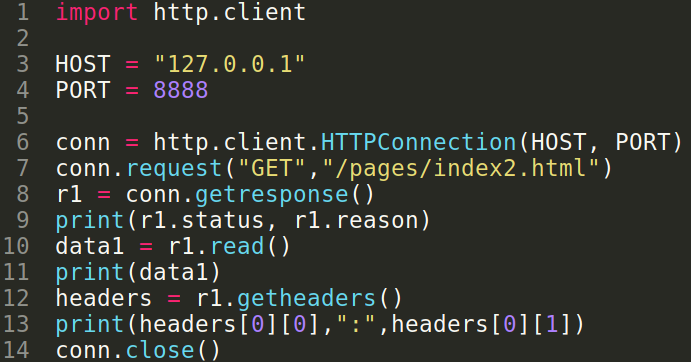 1 import http.client
2
3 HOST = "127.0.0.1"
4 PORT = 8888
5
6 conn = http.client.HTTPConnection(HOST, PORT)
7 conn.request("GET","/pages/index2.html")
8 r1 = conn.getresponse()
9 print(r1.status, r1.reason)
10 data1 = r1.read()
11 print(data1)
12 headers = r1.getheaders()
13 print(headers[0][0],":",headers[0][1])
14 conn.close()